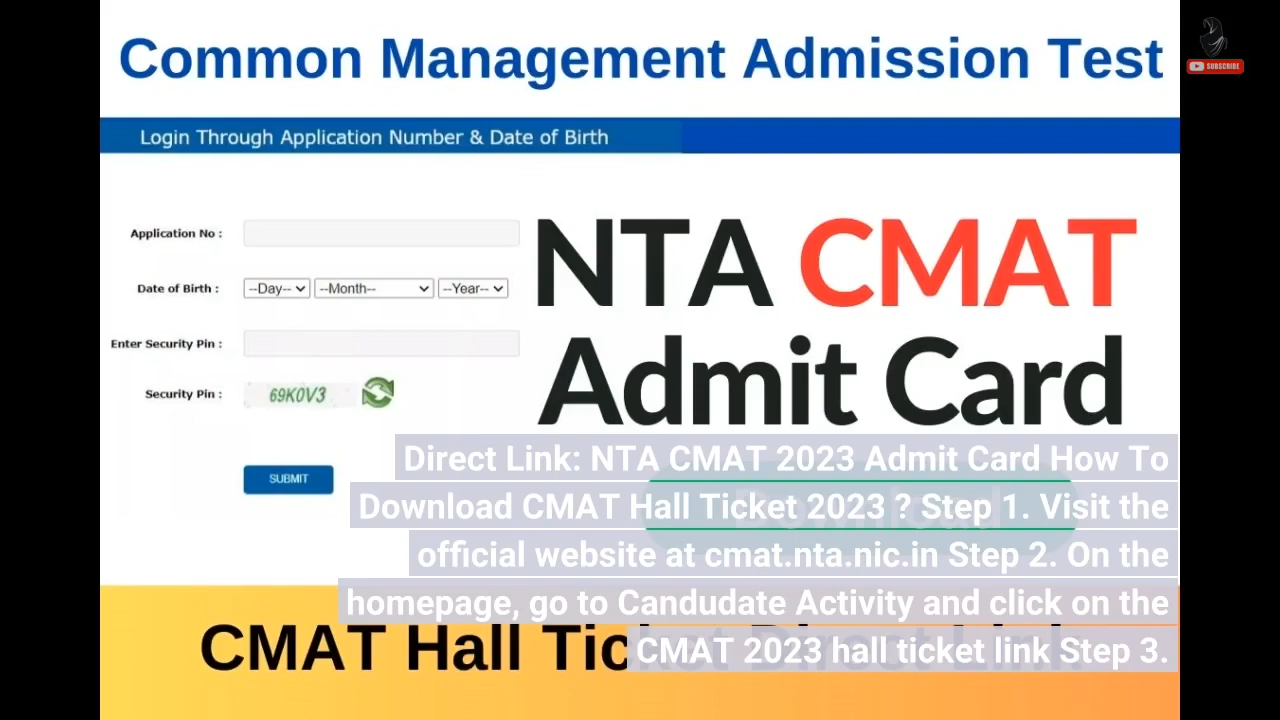 Common Management Admission Test
SUBSCRIBE
Login Through Application Number & Date of Birth
Application No :
Date of Birth :
--Day--
--Month--
--Year--
Enter Security Pin :
Security Pin :
69K0V3
SUBMIT
NTA CMAT
Admit Card
Download
Direct Link: NTA CMAT 2023 Admit Card How To
Download CMAT Hall Ticket 2023 ? Step 1. Visit the
official website at cmat.nta.nic.in Step 2. On the
homepage, go to Candudate Activity and click on the
CMAT 2023 hall ticket link Step 3.
CMAT Hall Ticket Direct Link